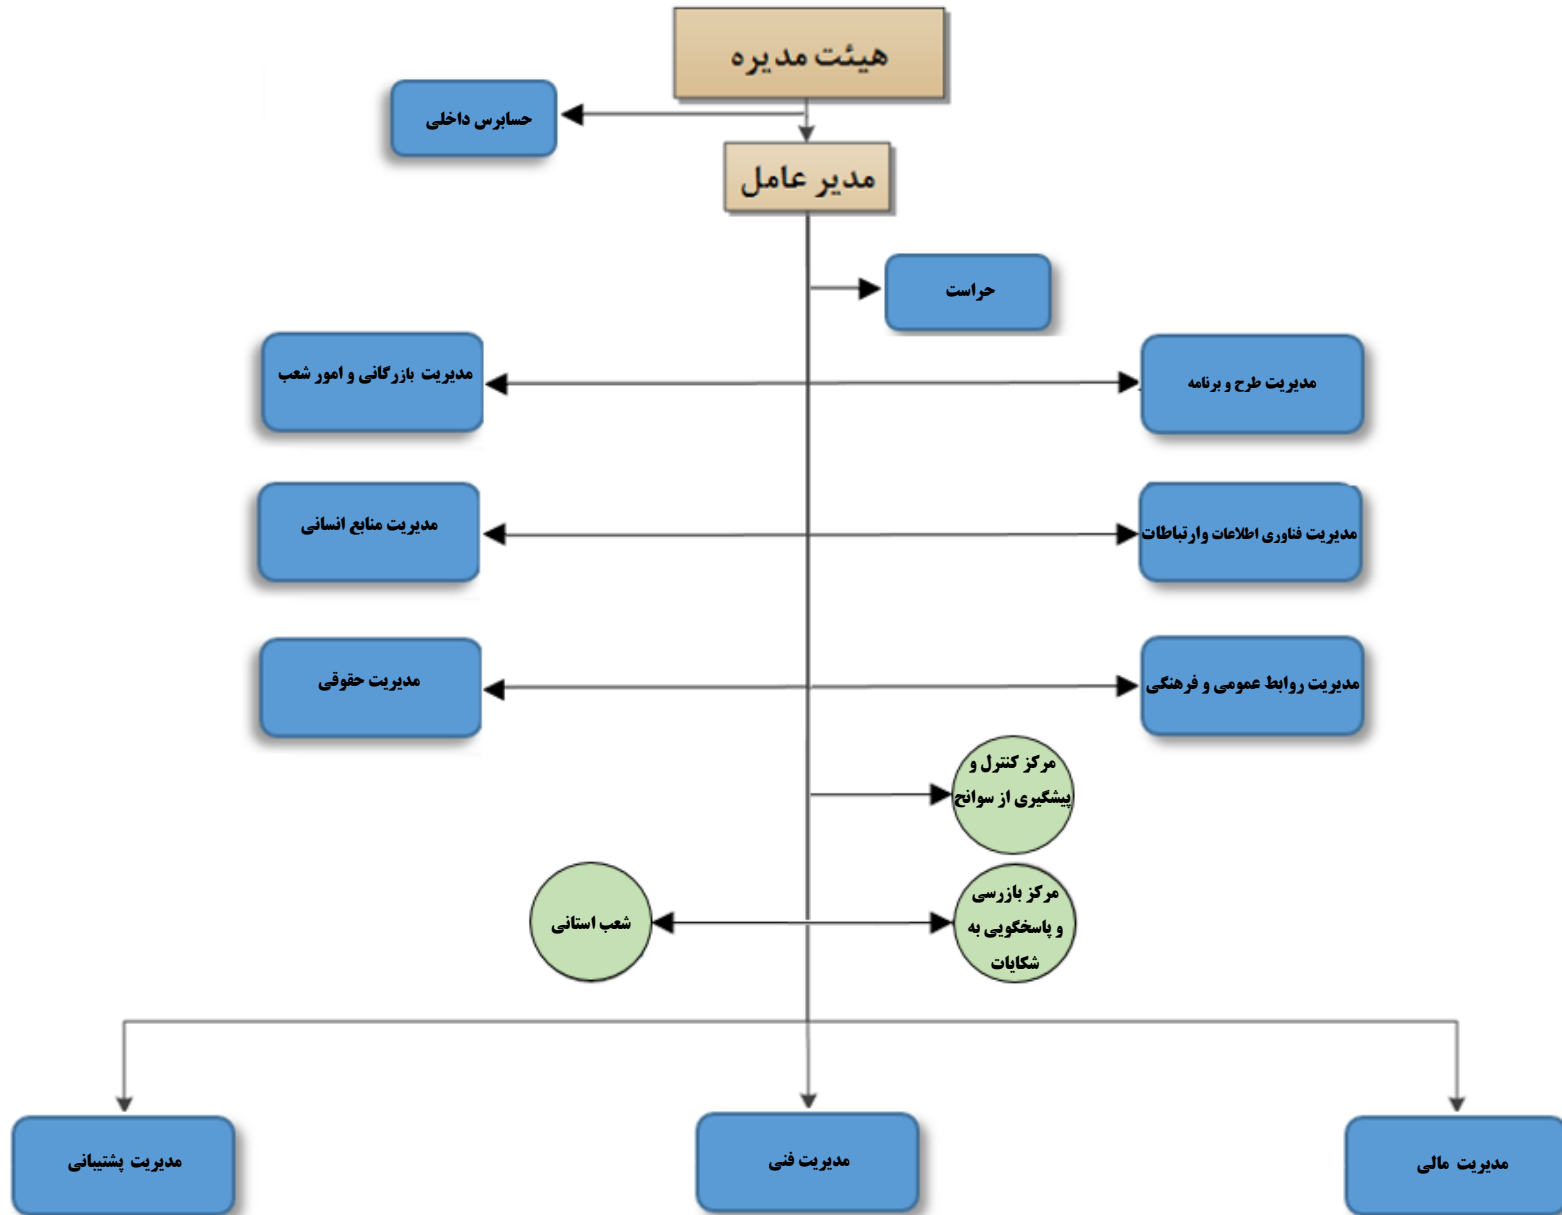 هیئت مدیره
حسابرس داخلی
مدیر عامل
حراست
مدیریت طرح و برنامه
مدیریت بازرگانی و امور شعب
مدیریت فناوری اطلاعات وارتباطات
مدیریت منابع انسانی
مدیریت روابط عمومی و فرهنگی
مدیریت حقوقی
مرکز کنترل و
پیشگیری از سوانح
مرکز بازرسی
و پاسخگویی به
شکایات
شعب استانی
مدیریت مالی
مدیریت فنی
مدیریت پشتیبانی